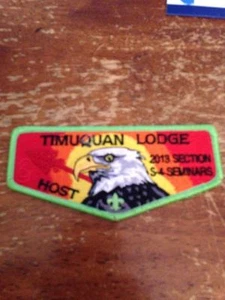 TIMUQUAN LODGE
2013 SECTION
S-4 SEMINARS
HOST